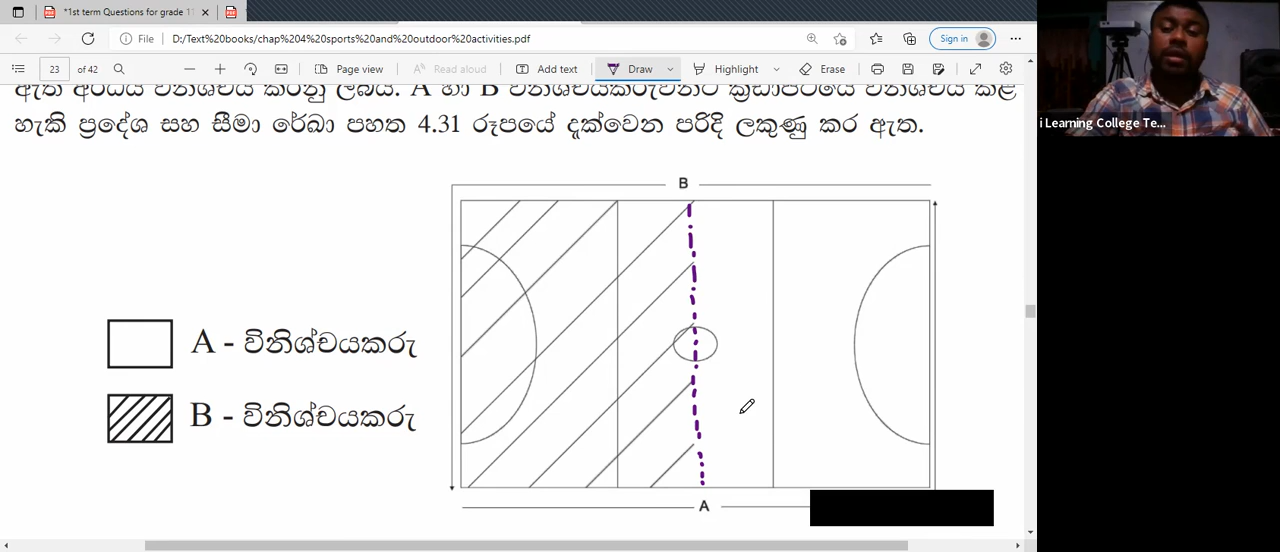 *1st term Questions for grade 11
File
D:/Text%20books/chap%204%20sports%20and%20outdoor%20activities.pdf
Sign in
23 of 42
Page view
Read aloud
Add text
Draw
Highlight
Erase
i Learning College Te...
හැකි ප්‍රදේශ සහ සීමා රේඛා පහත 4.31 රූපයේ දැක්වෙන පරිදි ලකුණු කර ඇත.
B
A - විනිශ්චයකරු
B - විනිශ්චයකරු
A